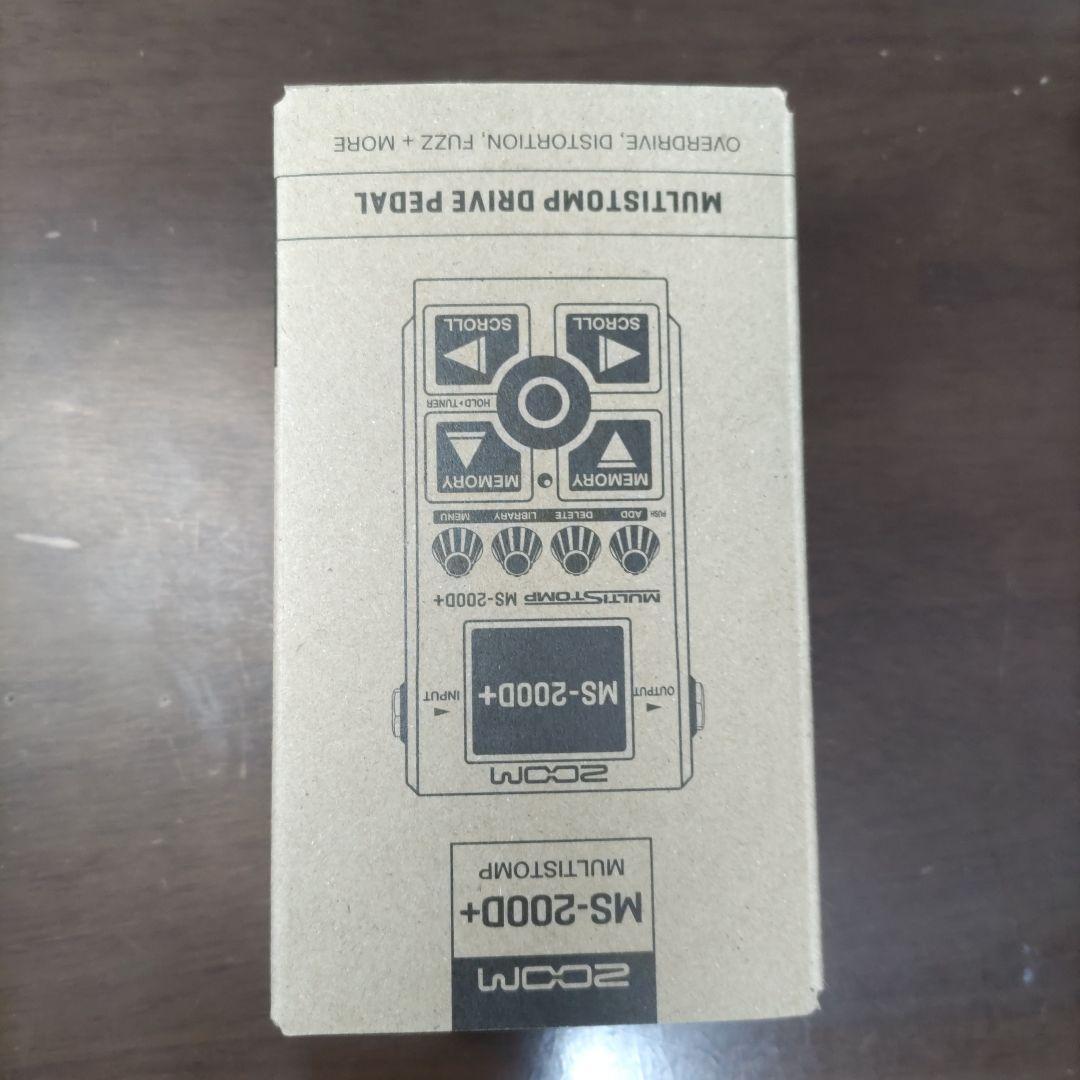 ZOOM
MS-200D+
MULTISTOMP
ZOOM
OUTPUT INPUT
MS-200D+
MULTISTOMP MS-200D+
PUSH ADD DELETE LIBRARY MENU
MEMORY MEMORY
HOLD▸TUNER
SCROLL SCROLL
MULTISTOMP DRIVE PEDAL
OVERDRIVE, DISTORTION, FUZZ + MORE